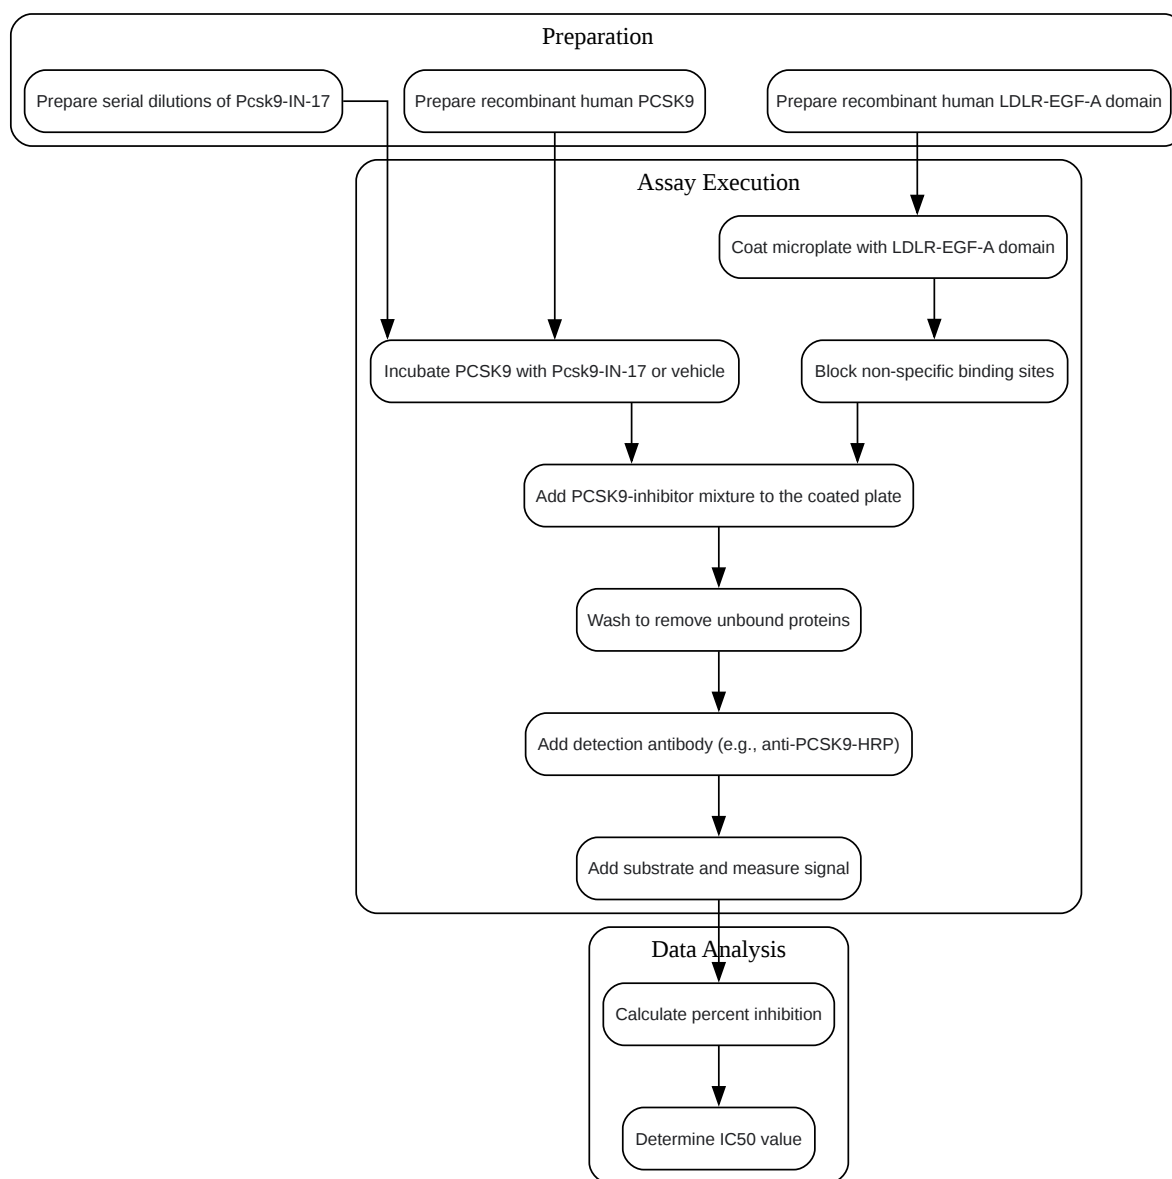 Preparation
Prepare serial dilutions of Pcsk9-IN-17
Prepare recombinant human PCSK9
Prepare recombinant human LDLR-EGF-A domain
Assay Execution
Coat microplate with LDLR-EGF-A domain
Incubate PCSK9 with Pcsk9-IN-17 or vehicle
Block non-specific binding sites
Add PCSK9-inhibitor mixture to the coated plate
Wash to remove unbound proteins
Add detection antibody (e.g., anti-PCSK9-HRP)
Add substrate and measure signal
Data Analysis
Calculate percent inhibition
Determine IC50 value